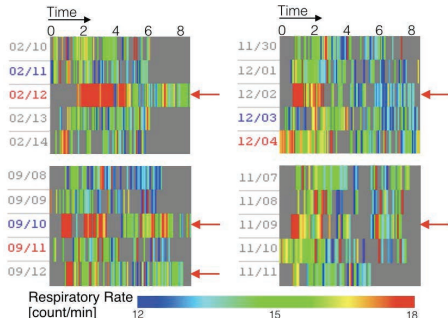 Time
Time
0 2 4 6 8
0 2 4 6 8
02/10
02/11
02/12
02/13
02/14
11/30
12/01
12/02
12/03
12/04
09/08
09/09
09/10
09/11
09/12
11/07
11/08
11/09
11/10
11/11
Respiratory Rate
[count/min]
12 15 18